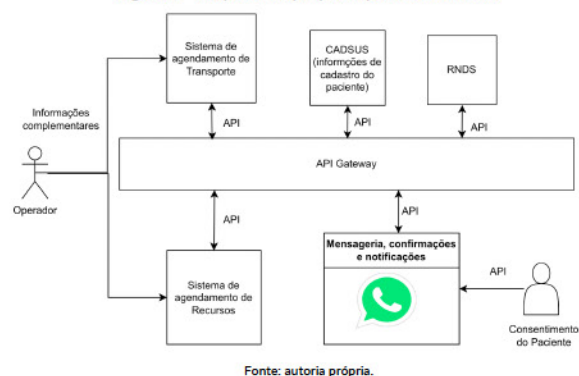 Sistema de
agendamento de
Transporte
CADSUS
(informções de
cadastro do
paciente)
RNDS
Informações
complementares
API
API
API
API Gateway
Operador
API
API
Mensageria, confirmações
e notificações
Sistema de
agendamento de
Recursos
API
Consentimento
do Paciente
Fonte: autoria própria.